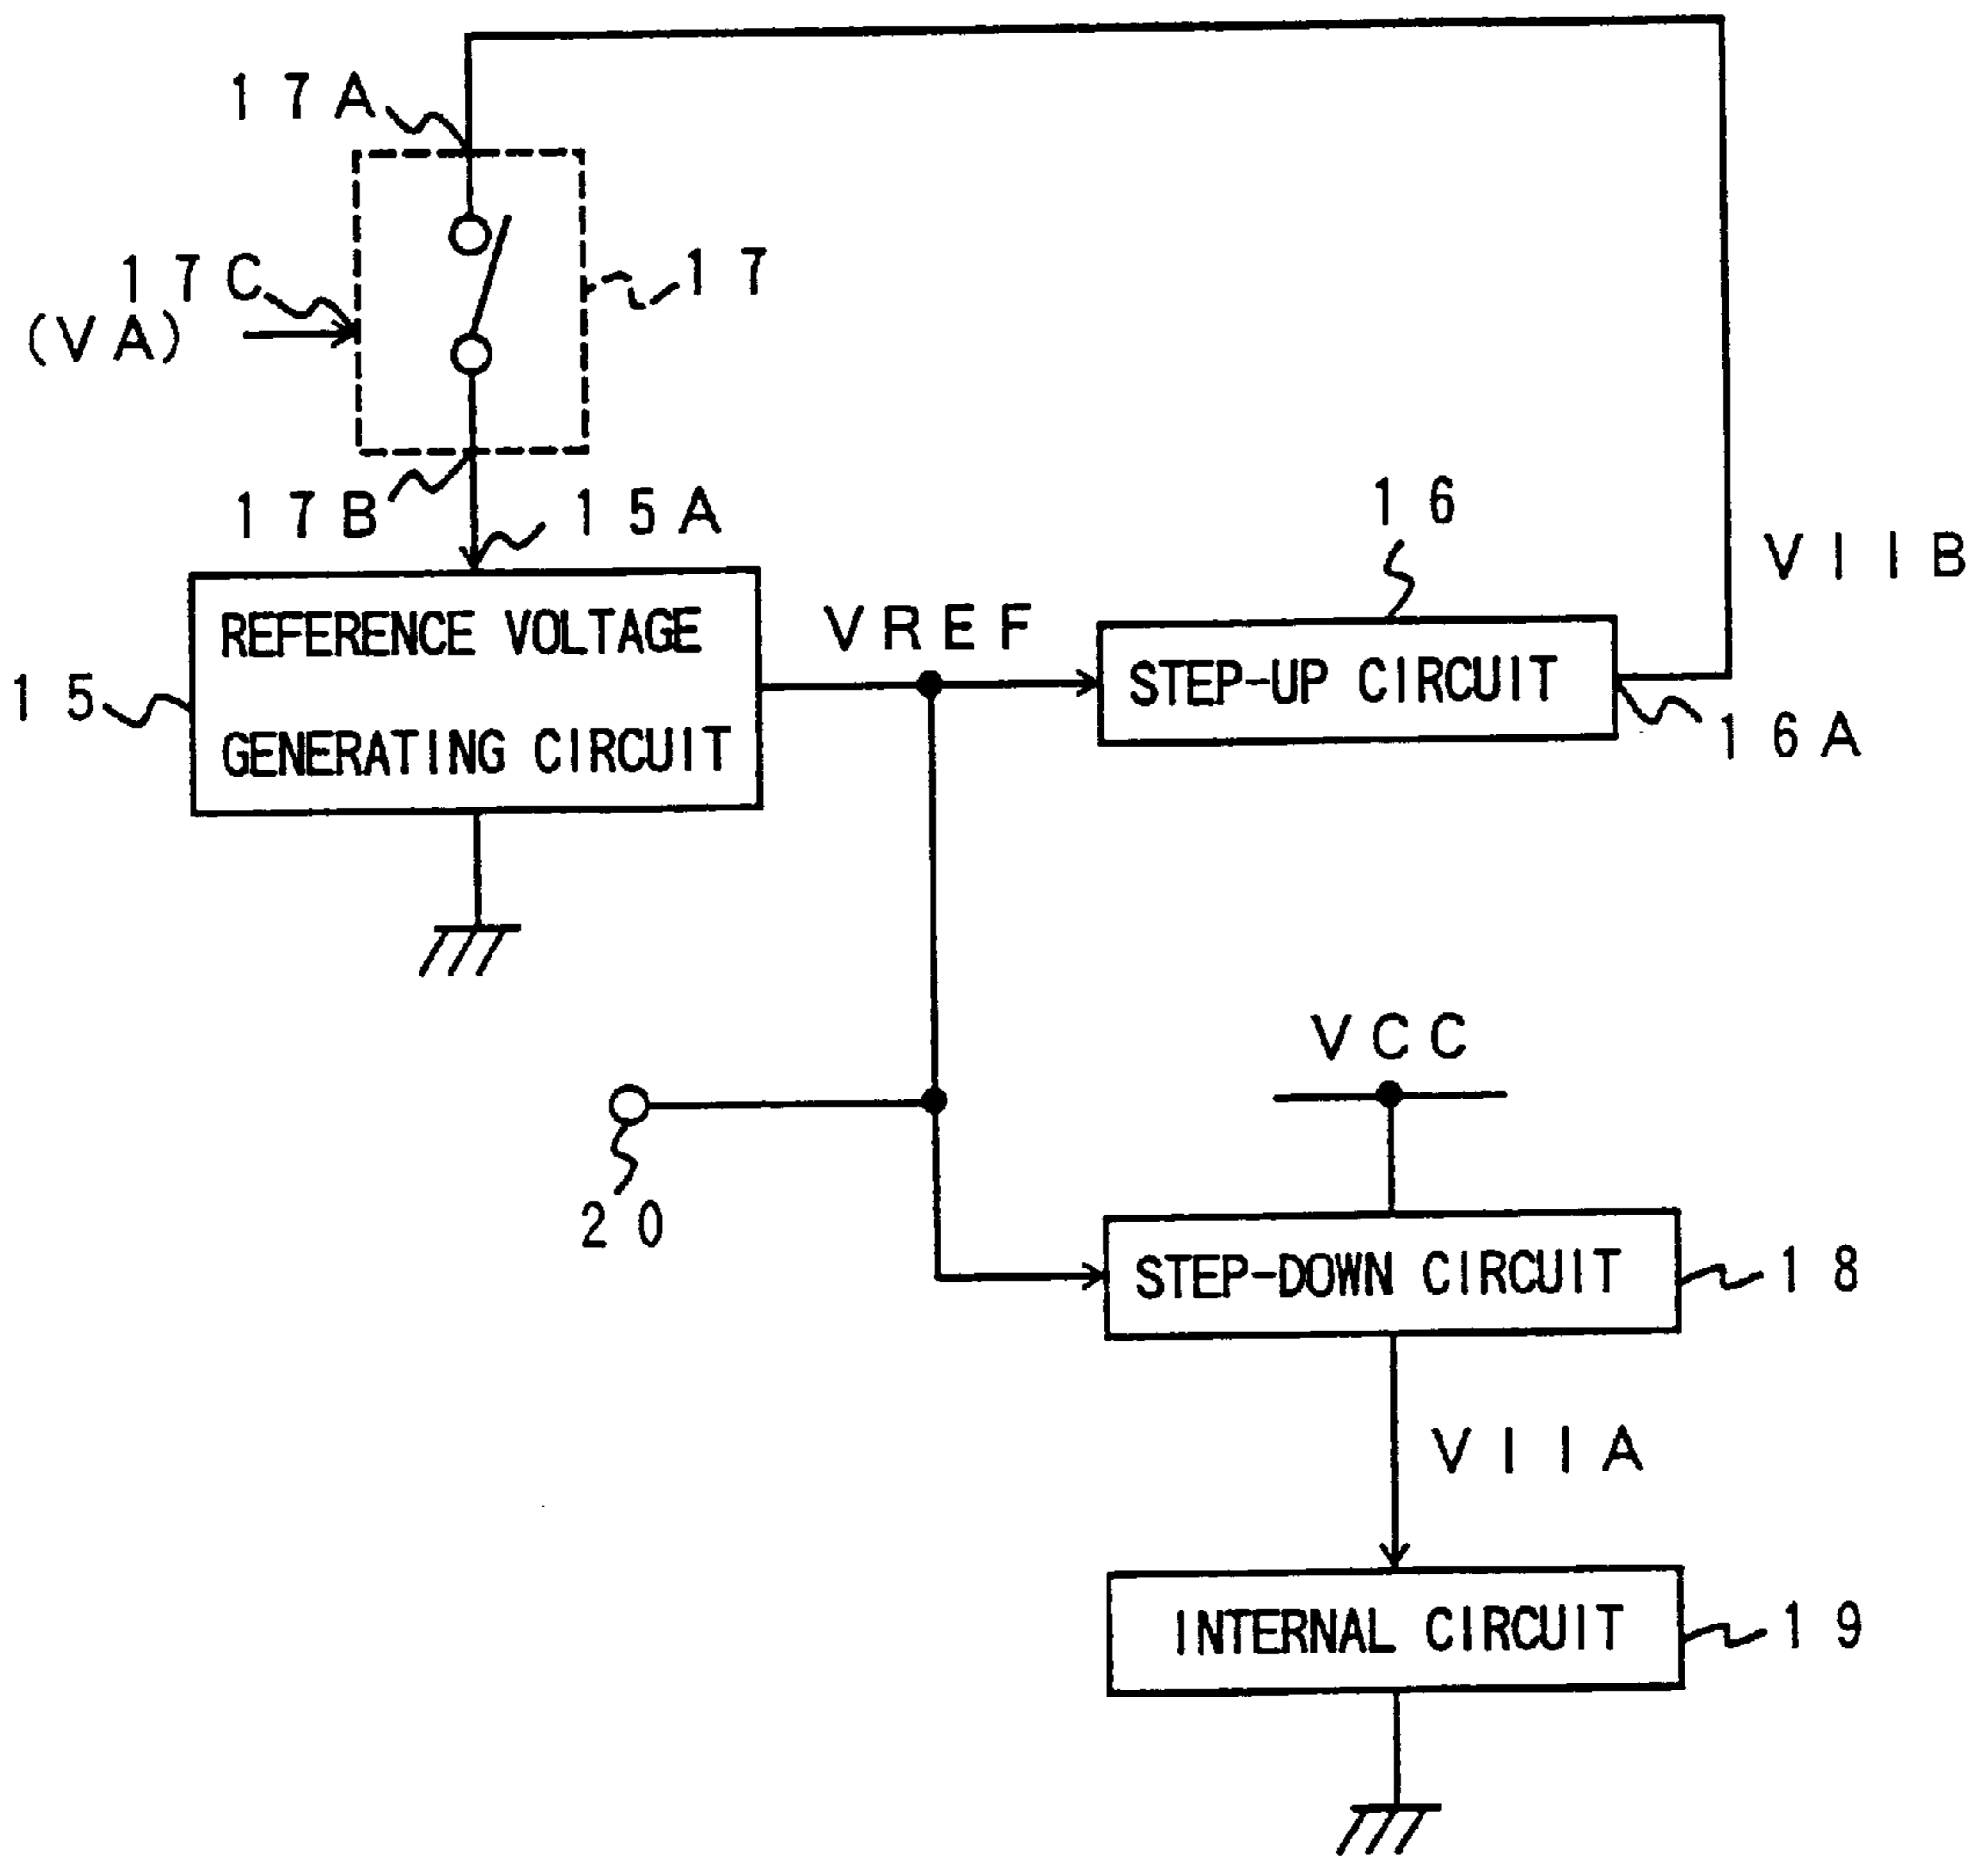 17A
17C
(VA)
17
17B
15A
16
VIIB
REFERENCE VOLTAGE
GENERATING CIRCUIT
15
VREF
STEP-UP CIRCUIT
16A
VCC
20
STEP-DOWN CIRCUIT
18
VIIA
INTERNAL CIRCUIT
19